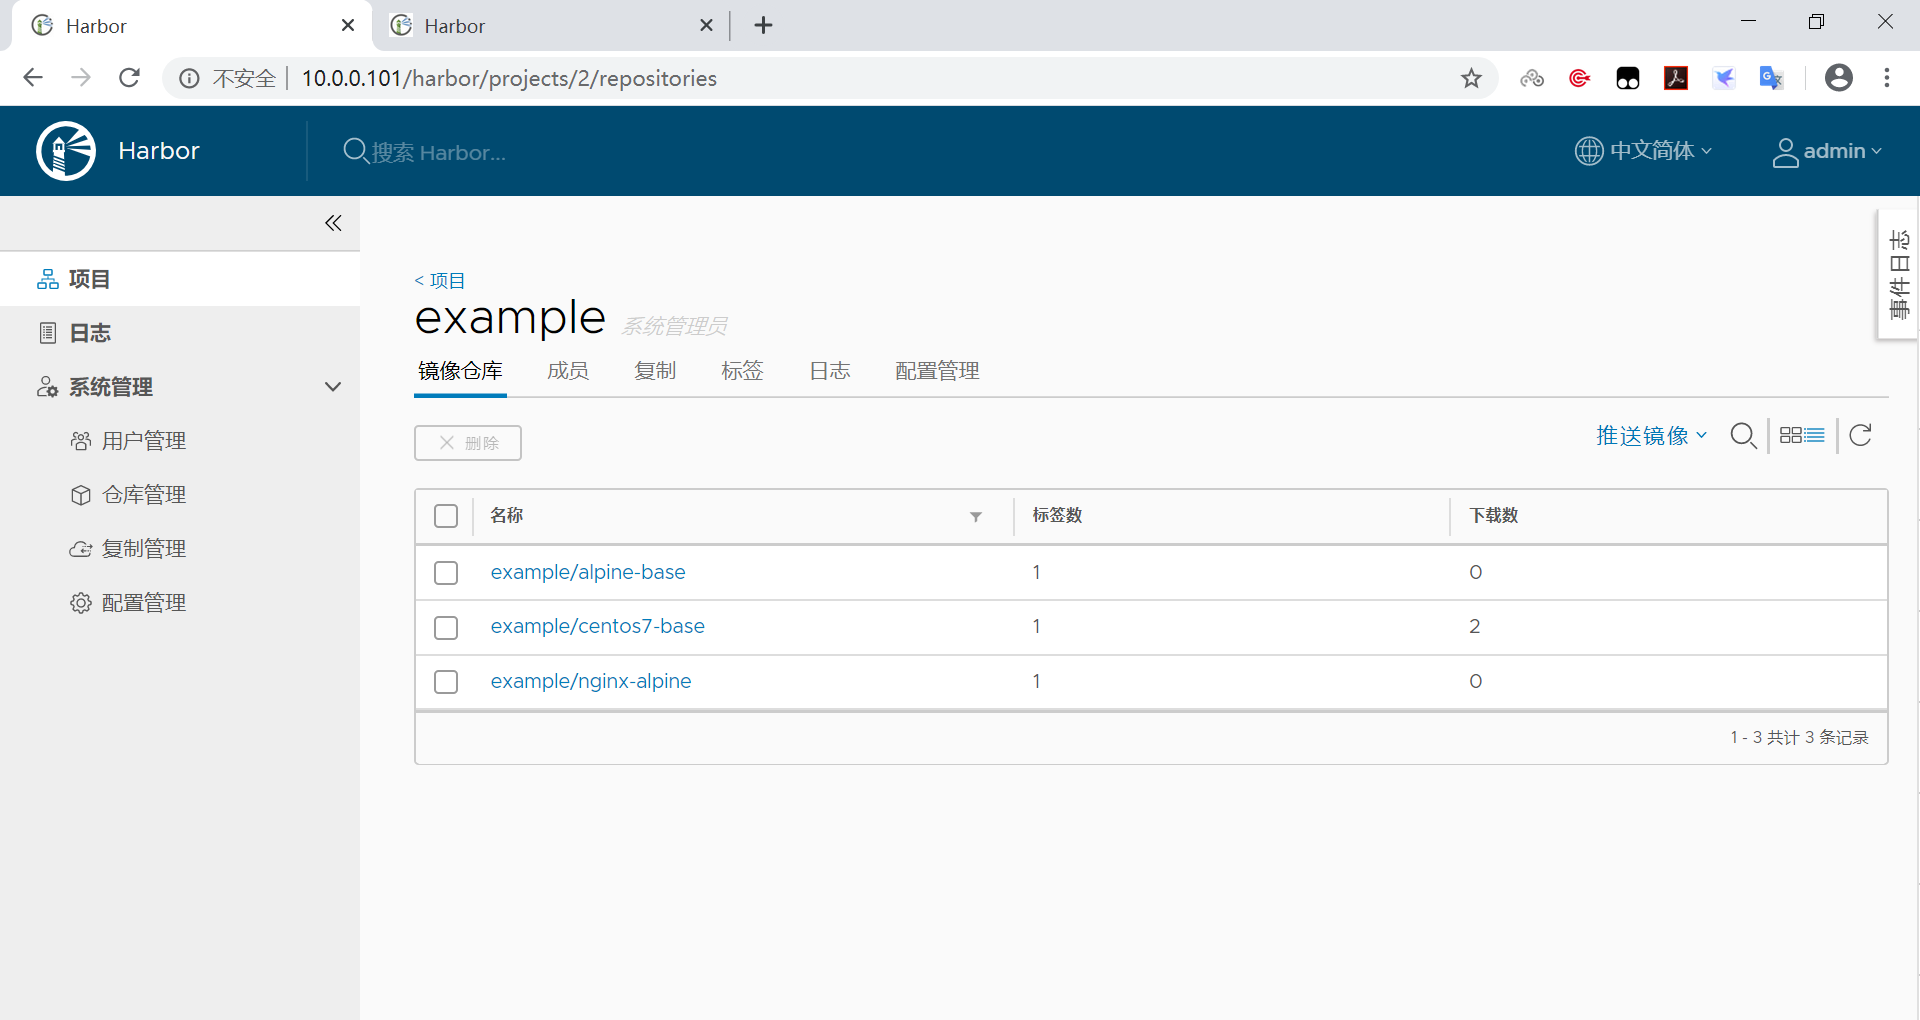 Harbor
Harbor
不安全
10.0.0.101/harbor/projects/2/repositories
Harbor
搜索 Harbor...
中文简体
admin
项目
日志
系统管理
用户管理
仓库管理
复制管理
配置管理
< 项目
example 系统管理员
镜像仓库 成员 复制 标签 日志 配置管理
删除
推送镜像
名称 标签数 下载数
example/alpine-base 1 0
example/centos7-base 1 2
example/nginx-alpine 1 0
1 - 3 共计 3 条记录
事件日志